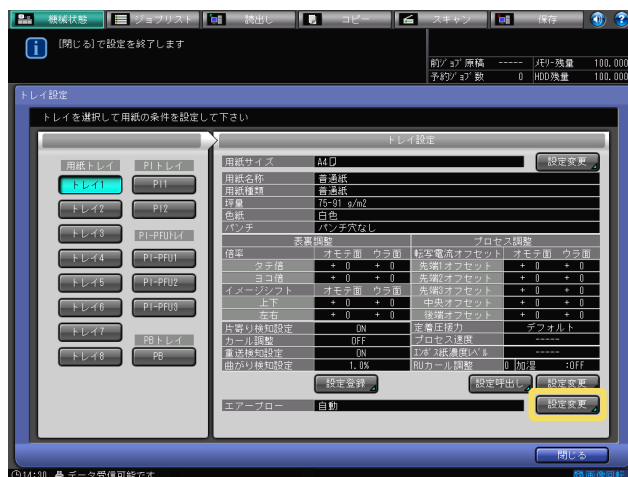 機械状態 ジョブリスト 読出し コピー スキャン 保存
[閉じる]で設定を終了します
前ジョブ原稿 ----- メモリー残量 100.000
予約ジョブ数 0 HDD残量 100.000
トレイ設定
トレイを選択して用紙の条件を設定して下さい
トレイ設定
用紙トレイ PIトレイ
トレイ1 PI1
トレイ2 PI2
トレイ3 PI-PFUトレイ
トレイ4 PI-PFU1
トレイ5 PI-PFU2
トレイ6 PI-PFU3
トレイ7 PBトレイ
トレイ8 PB
用紙サイズ A4 設定変更
用紙名称 普通紙
用紙種類 普通紙
坪量 75-91 g/m2
色紙 白色
パンチ パンチ穴なし
表裏調整 プロセス調整
倍率 オモテ面 ウラ面 転写電流オフセット オモテ面 ウラ面
タテ倍 + 0 + 0 先端1オフセット + 0 + 0
ヨコ倍 + 0 + 0 先端2オフセット + 0 + 0
イメージシフト オモテ面 ウラ面 先端3オフセット + 0 + 0
上下 + 0 + 0 中央オフセット + 0 + 0
左右 + 0 + 0 後端オフセット + 0 + 0
片寄り検知設定 ON 定着圧接力 デフォルト
カール調整 OFF プロセス速度 -----
重送検知設定 ON エンボス紙濃度レベル -----
曲がり検知設定 1.0% RUカール調整 0 加湿 :OFF
設定登録 設定呼出し 設定変更
エアーブロー 自動 設定変更
閉じる
14:30 データ受信可能です 画像回転